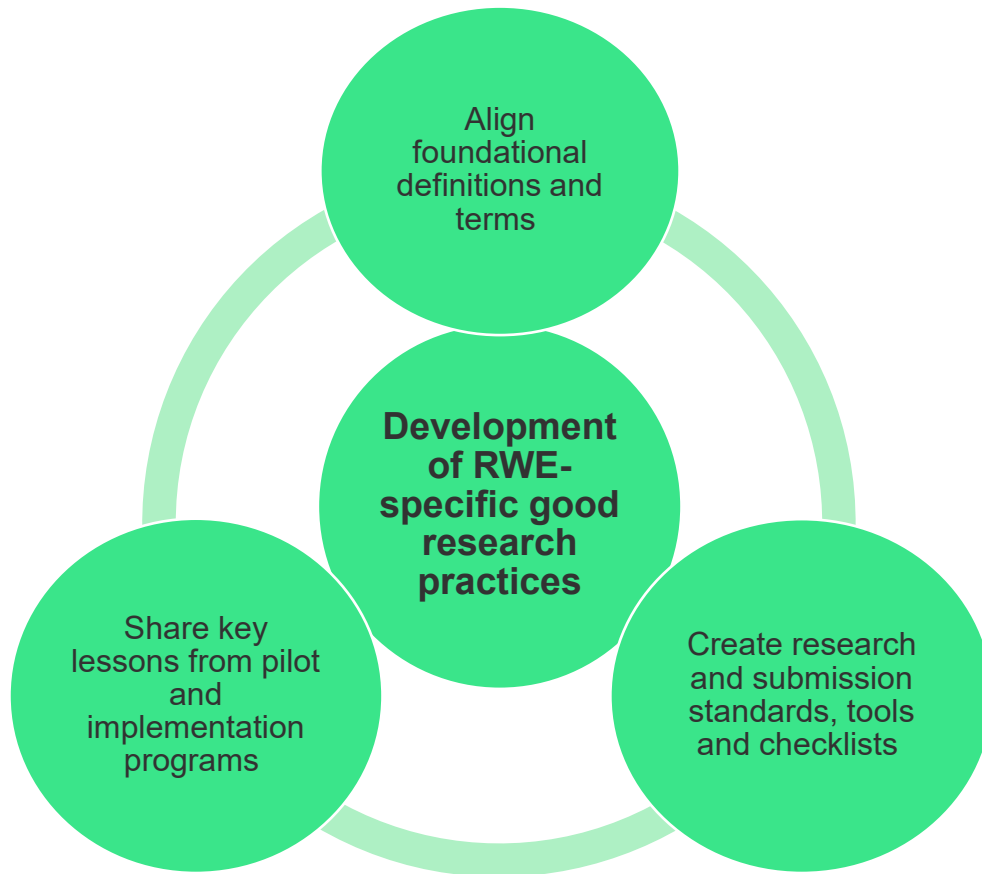 Align
foundational
definitions and
terms
Development
of RWE-
specific good
research
practices
Share key
lessons from pilot
and
implementation
programs
Create research
and submission
standards, tools
and checklists